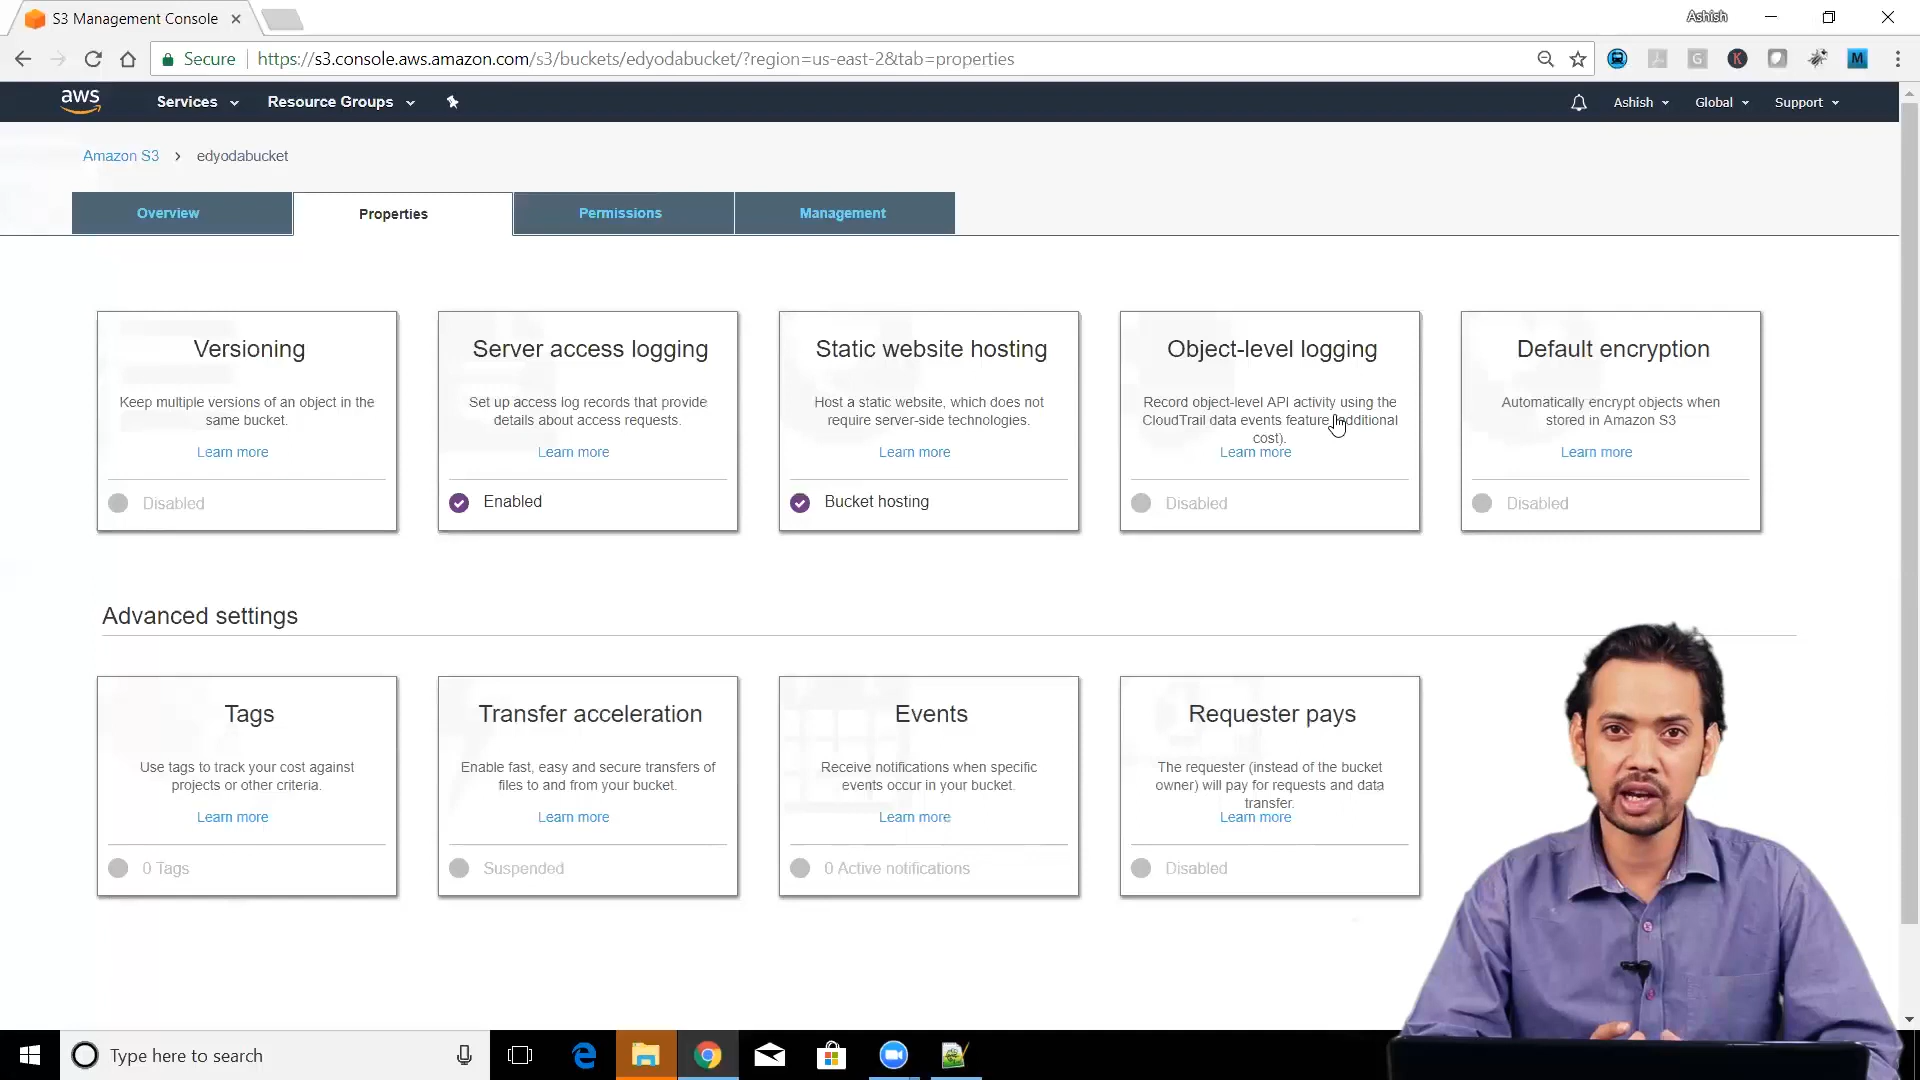 S3 Management Console
Ashish
Secure
https://s3.console.aws.amazon.com/s3/buckets/edyodabucket/?region=us-east-2&tab=properties
K
G
M
aws
Services
Resource Groups
Ashish
Global
Support
Amazon S3
edyodabucket
Overview
Properties
Permissions
Management
Versioning
Keep multiple versions of an object in the
same bucket.
Learn more
Disabled
Server access logging
Set up access log records that provide
details about access requests.
Learn more
Enabled
Static website hosting
Host a static website, which does not
require server-side technologies.
Learn more
Bucket hosting
Object-level logging
Record object-level API activity using the
CloudTrail data events feature additional
cost).
Learn more
Disabled
Default encryption
Automatically encrypt objects when
stored in Amazon S3
Learn more
Disabled
Advanced settings
Tags
Use tags to track your cost against
projects or other criteria.
Learn more
0 Tags
Transfer acceleration
Enable fast, easy and secure transfers of
files to and from your bucket.
Learn more
Suspended
Events
Receive notifications when specific
events occur in your bucket.
Learn more
0 Active notifications
Requester pays
The requester (instead of the bucket
owner) will pay for requests and data
transfer.
Learn more
Disabled
Type here to search